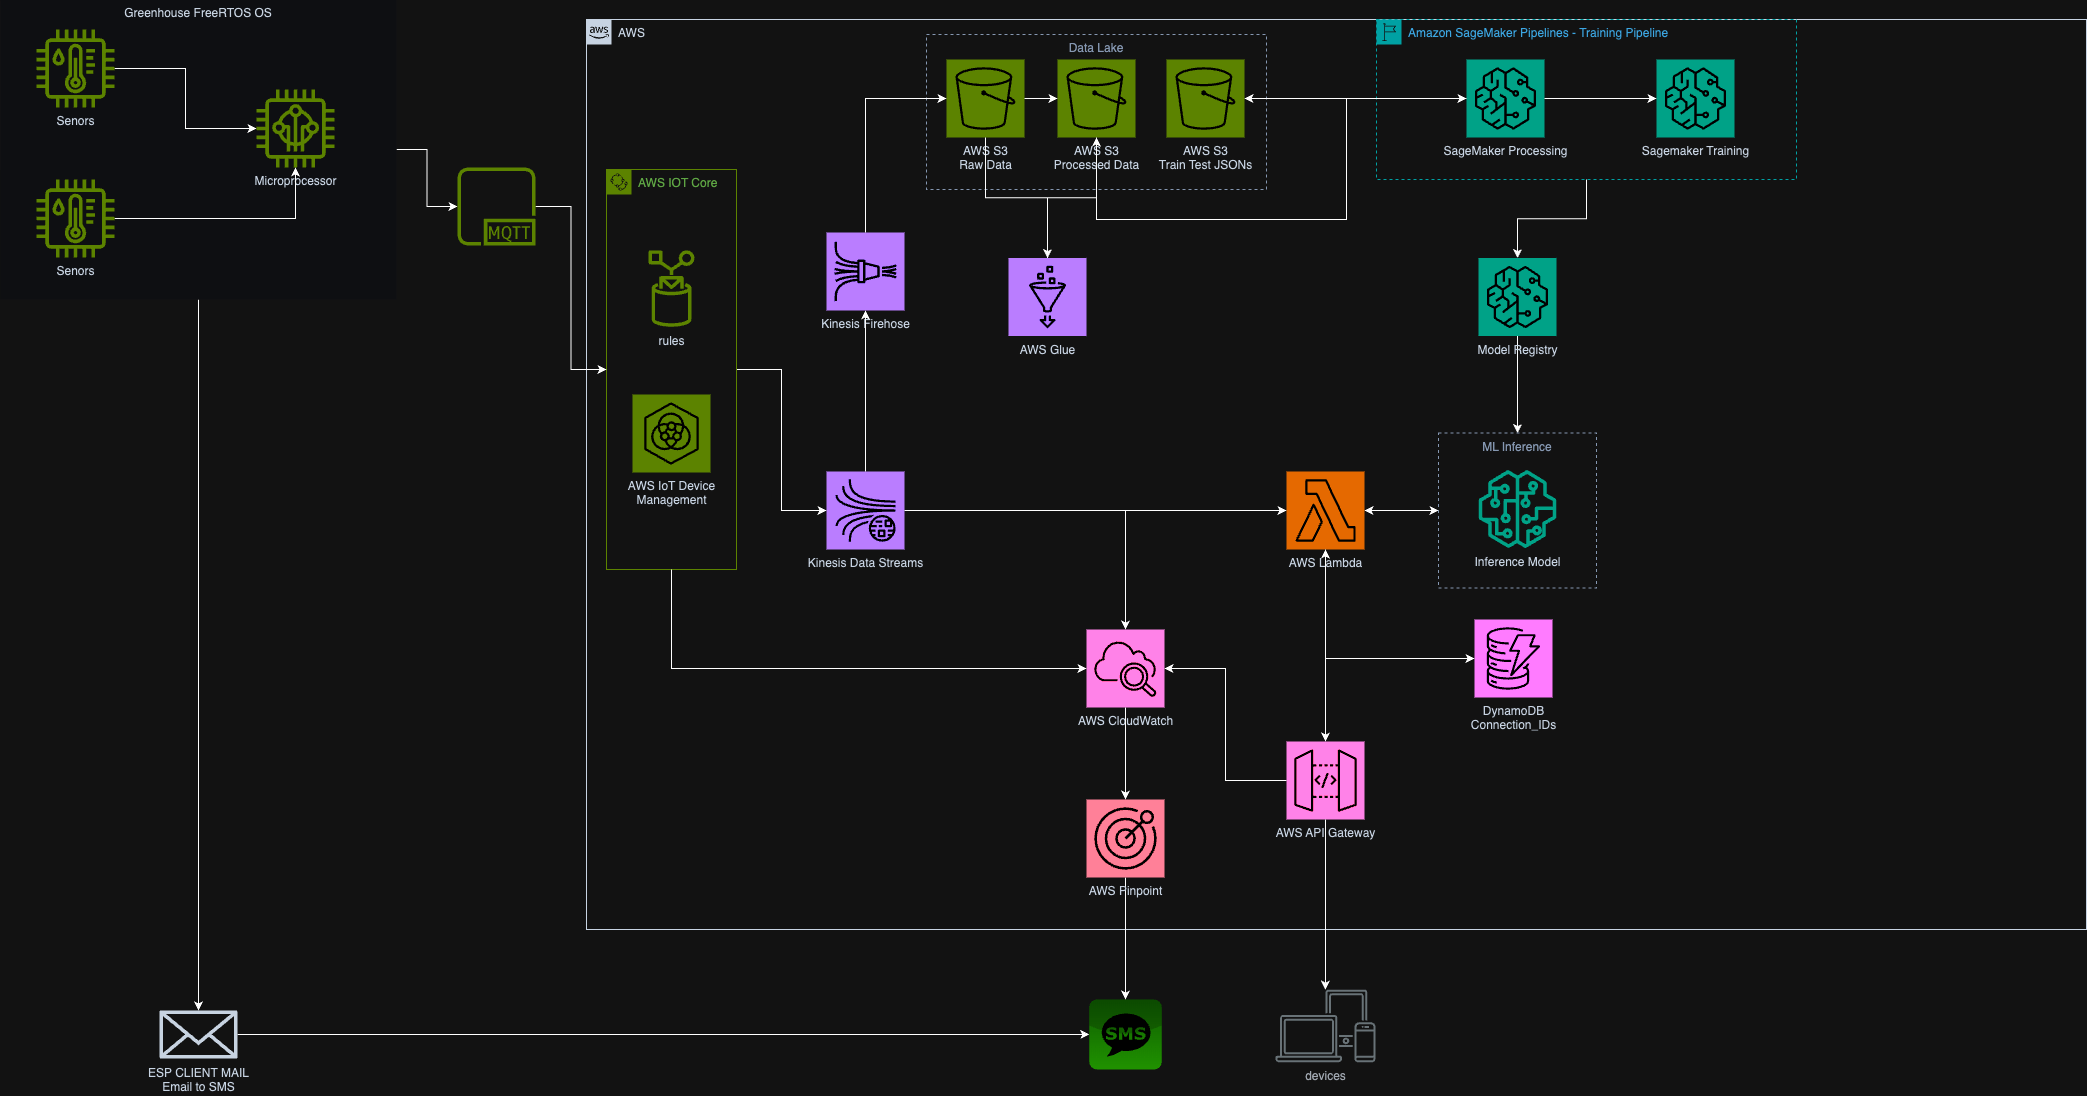 Greenhouse FreeRTOS OS
Senors
Microprocessor
Senors
MQTT
aws
AWS
Data Lake
AWS S3
Raw Data
AWS S3
Processed Data
AWS S3
Train Test JSONs
Amazon SageMaker Pipelines - Training Pipeline
SageMaker Processing
Sagemaker Training
AWS IOT Core
rules
AWS IoT Device
Management
Kinesis Firehose
AWS Glue
Model Registry
Kinesis Data Streams
AWS Lambda
ML Inference
Inference Model
AWS CloudWatch
DynamoDB
Connection_IDs
</>
AWS API Gateway
AWS Pinpoint
SMS
ESP CLIENT MAIL
Email to SMS
devices